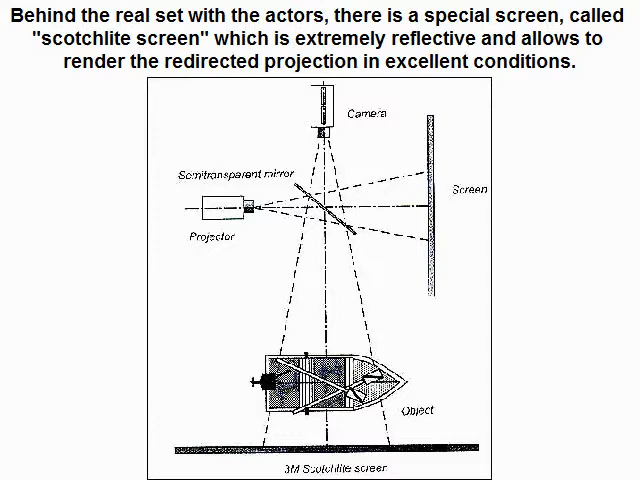 Behind the real set with the actors, there is a special screen, called
"scotchlite screen" which is extremely reflective and allows to
render the redirected projection in excellent conditions.
Camera
Semitransparent mirror
Screen
Projector
Object
3M Scotchlite screen